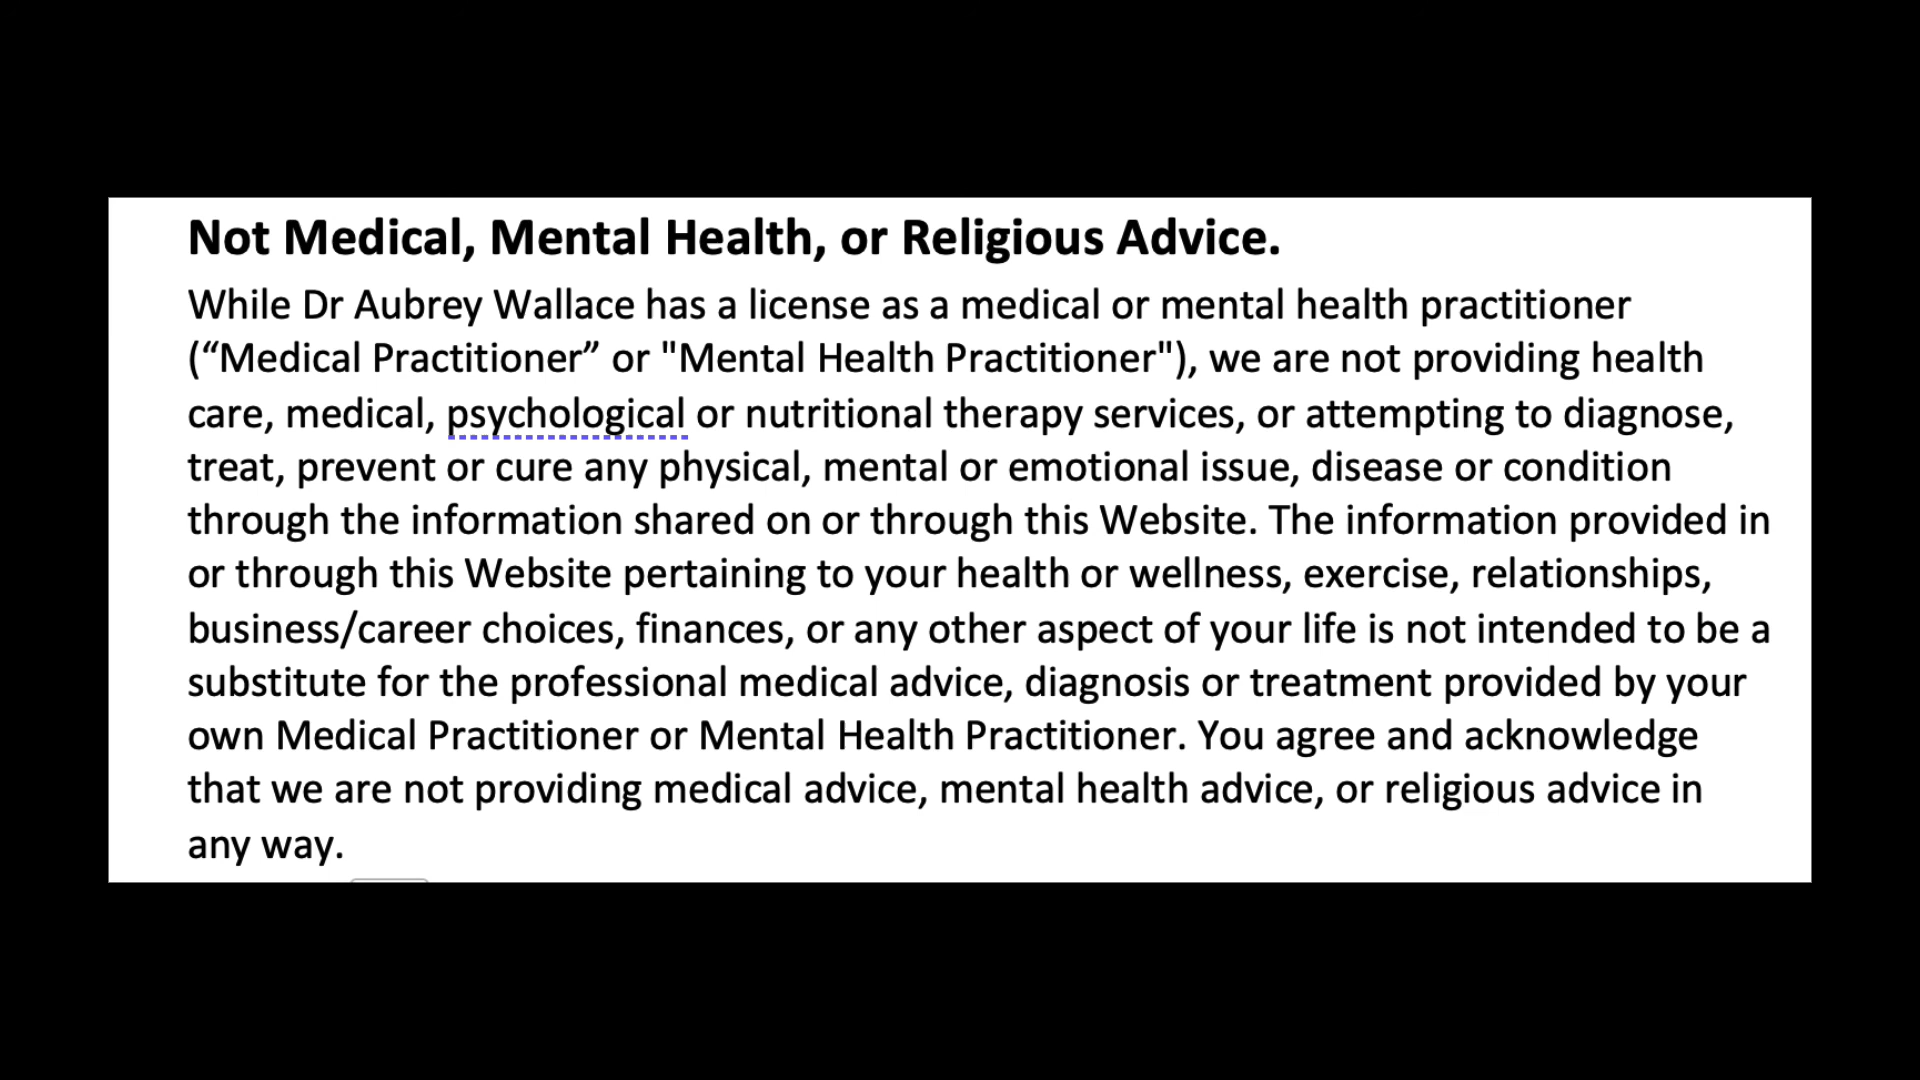 Not Medical, Mental Health, or Religious Advice.
While Dr Aubrey Wallace has a license as a medical or mental health practitioner
(“Medical Practitioner” or "Mental Health Practitioner"), we are not providing health
care, medical, psychological or nutritional therapy services, or attempting to diagnose,
treat, prevent or cure any physical, mental or emotional issue, disease or condition
through the information shared on or through this Website. The information provided in
or through this Website pertaining to your health or wellness, exercise, relationships,
business/career choices, finances, or any other aspect of your life is not intended to be a
substitute for the professional medical advice, diagnosis or treatment provided by your
own Medical Practitioner or Mental Health Practitioner. You agree and acknowledge
that we are not providing medical advice, mental health advice, or religious advice in
any way.